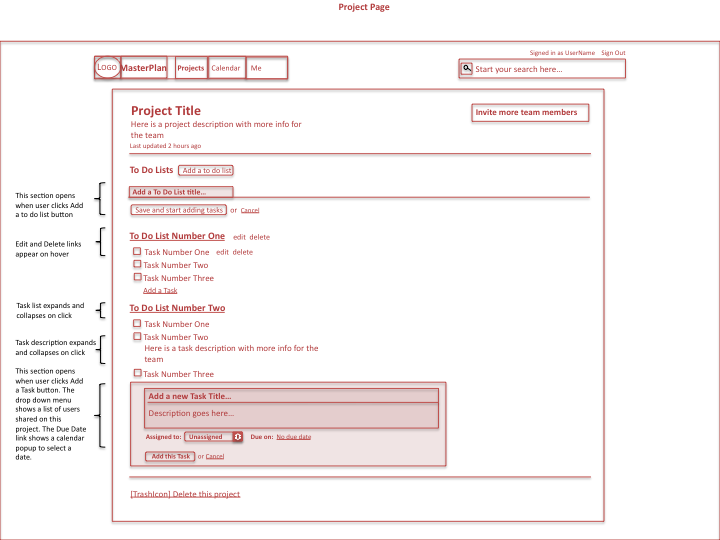 Project Page
Signed in as UserName Sign Out
LOGO MasterPlan Projects Calendar Me
Start your search here...
Project Title
Invite more team members
Here is a project description with more info for
the team
Last updated 2 hours ago
To Do Lists Add a to do list
This section opens
when user clicks Add
a to do list button
Add a To Do List title...
Save and start adding tasks or Cancel
Edit and Delete links
appear on hover
To Do List Number One edit delete
Task Number One edit delete
Task Number Two
Task Number Three
Add a Task
Task list expands and
collapses on click
To Do List Number Two
Task Number One
Task description expands
and collapses on click
Task Number Two
Here is a task description with more info for the
team
Task Number Three
This section opens
when user clicks Add
a Task button. The
drop down menu
shows a list of users
shared on this
project. The Due Date
link shows a calendar
popup to select a
date.
Add a new Task Title...
Description goes here...
Assigned to: Unassigned Due on: No due date
Add this Task or Cancel
[TrashIcon] Delete this project